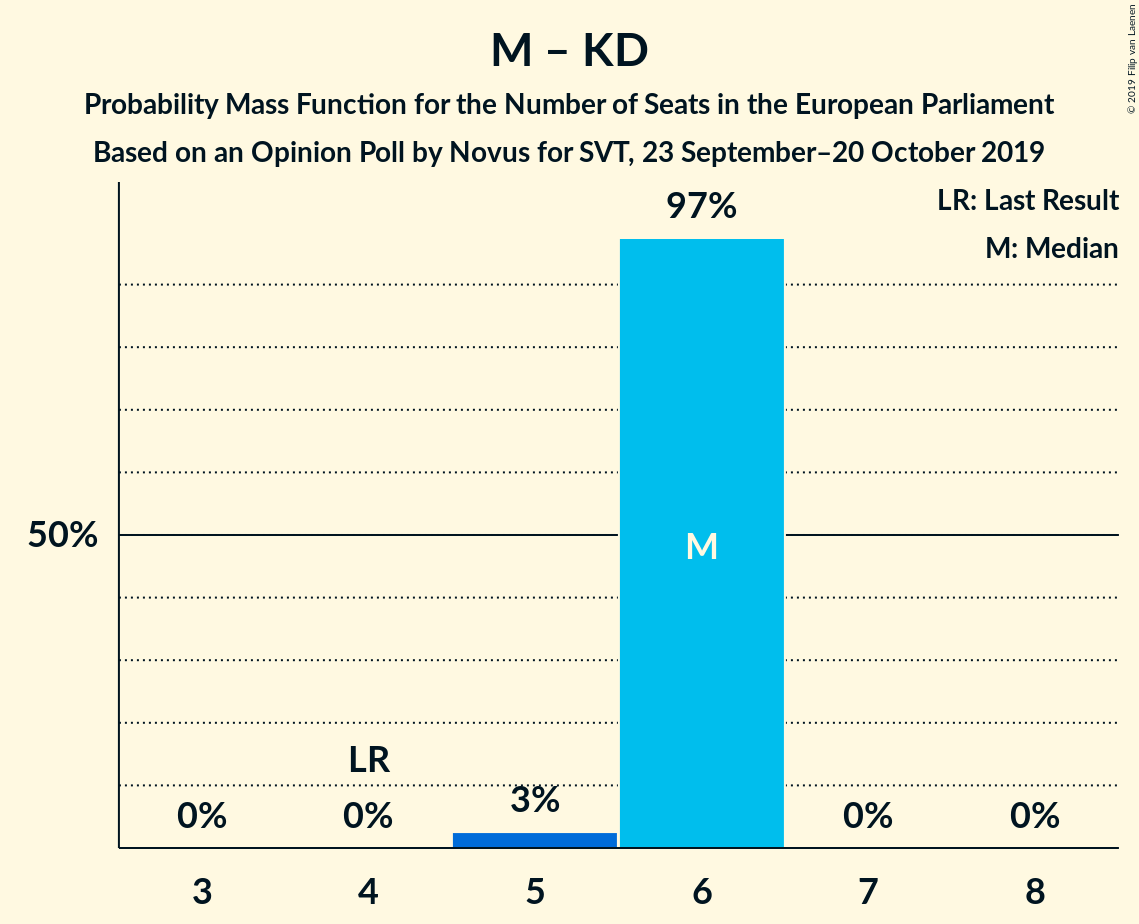 M – KD
Probability Mass Function for the Number of Seats in the European Parliament
Based on an Opinion Poll by Novus for SVT, 23 September–20 October 2019
© 2019 Filip van Laenen
LR: Last Result
M: Median
97%
50%
M
LR
0%
0%
3%
0%
0%
3
4
5
6
7
8